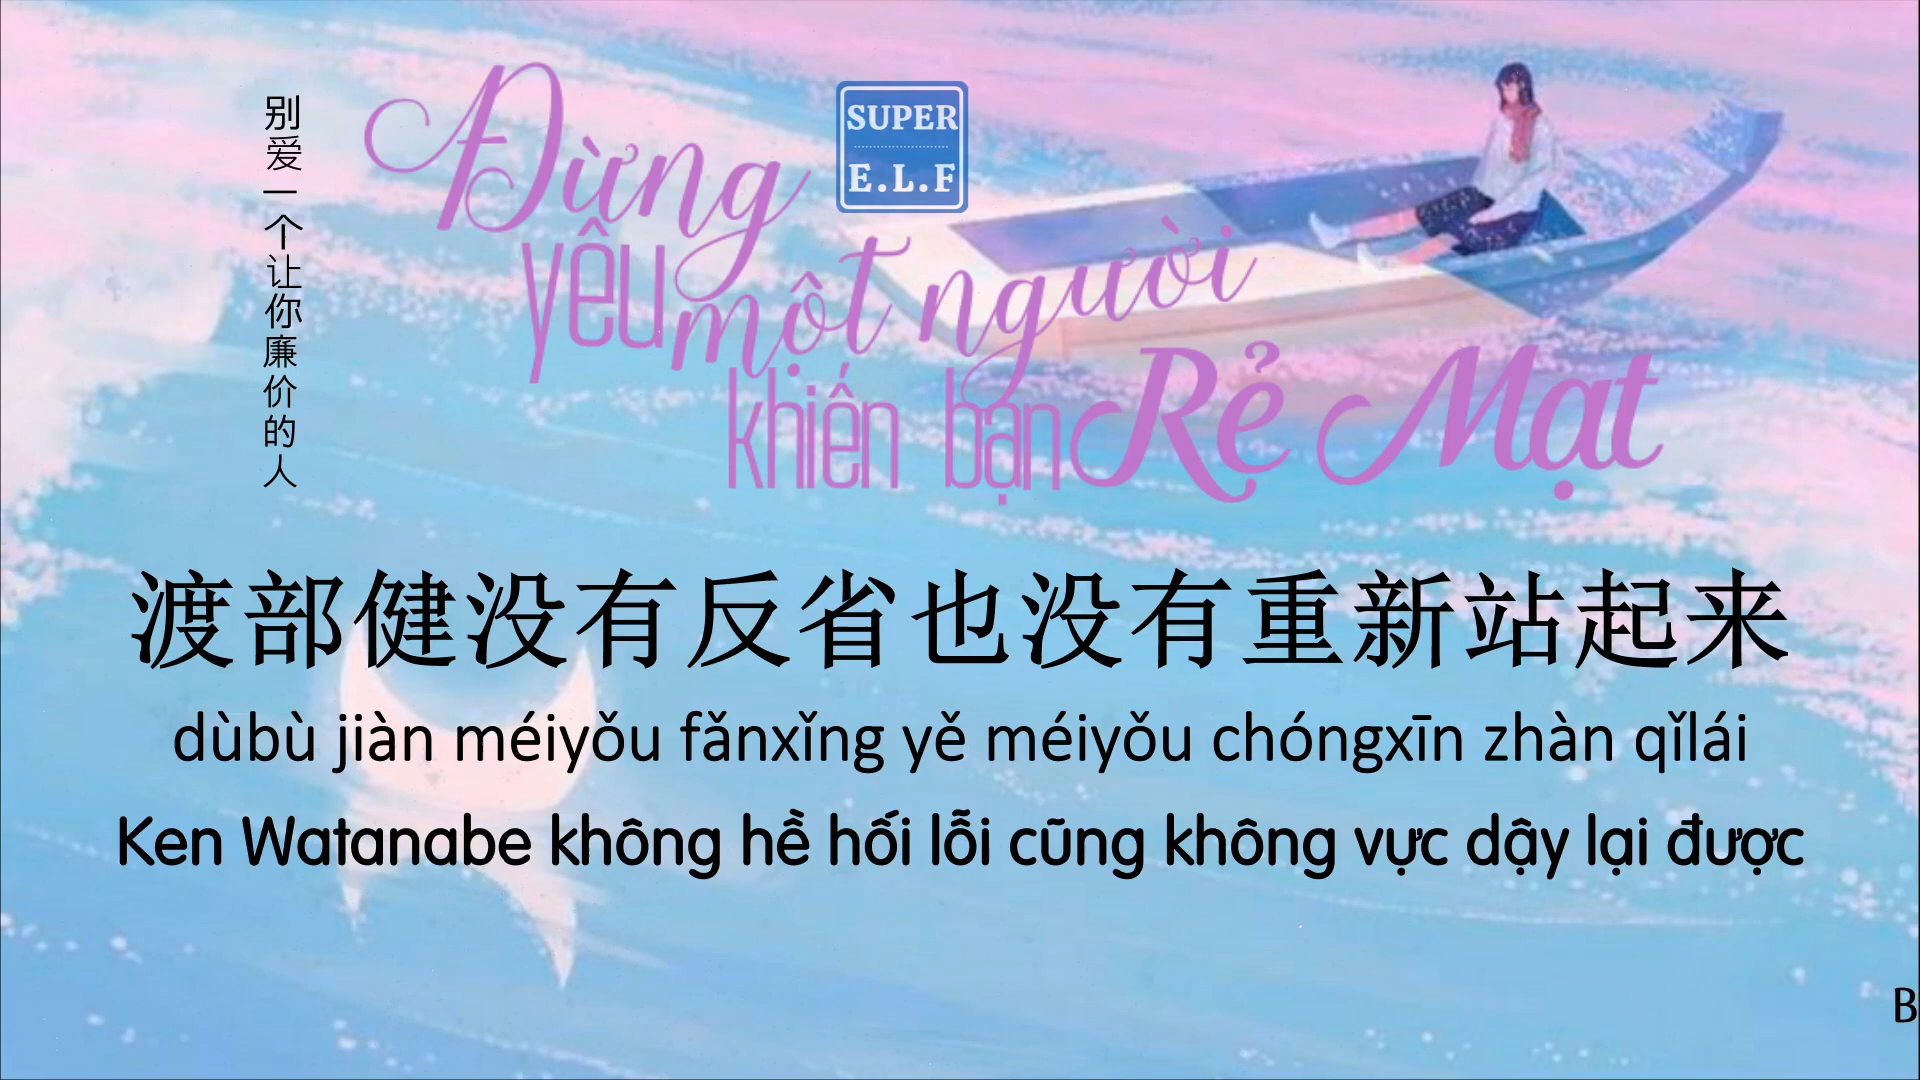 别爱一个让你廉价的人
Đừng
yêu một người
khiến bạn Rẻ Mạt
SUPER
E.L.F
渡部健没有反省也没有重新站起来
dùbù jiàn méiyǒu fǎnxǐng yě méiyǒu chóngxīn zhàn qǐlái
Ken Watanabe không hề hối lỗi cũng không vực dậy lại được
B